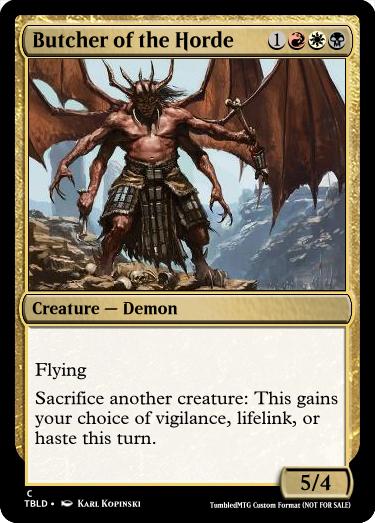 Butcher of the Horde 1
Creature — Demon
Flying
Sacrifice another creature: This gains
your choice of vigilance, lifelink, or
haste this turn.
5/4
C
TBLD • Karl Kopinski
TumbledMTG Custom Format (NOT FOR SALE)